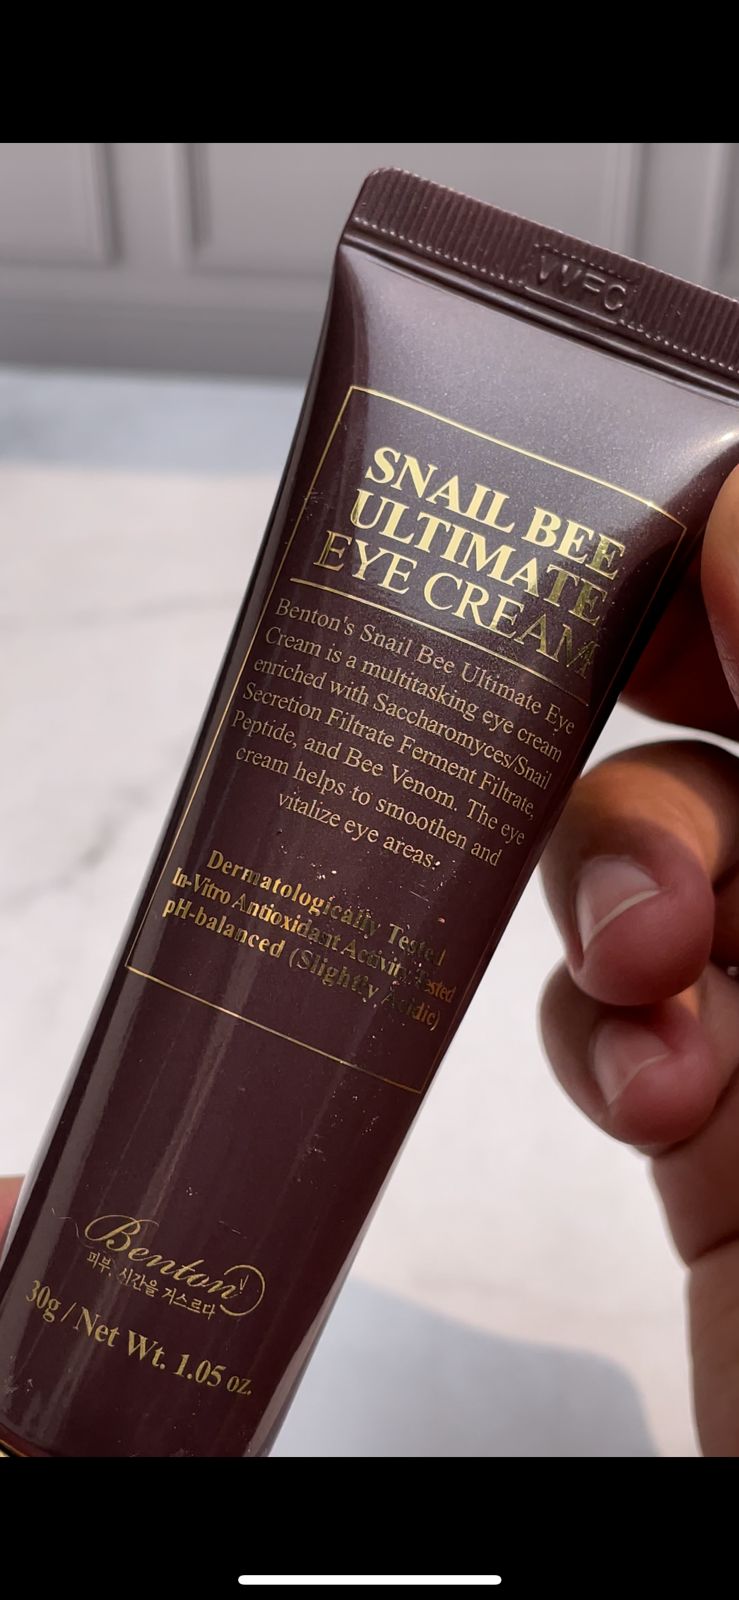 WFC
SNAIL BEE
ULTIMATE
EYE CREAM
Benton's Snail Bee Ultimate Eye
Cream is a multitasking eye cream
enriched with Saccharomyces/Snail
Secretion Filtrate Ferment Filtrate,
Peptide, and Bee Venom. The eye
cream helps to smoothen and
vitalize eye areas.
Dermatologically Tested
In-Vitro Antioxidant Activity Tested
pH-balanced (Slightly Acidic)
Benton
피부, 시간을 거스르다
30g / Net Wt. 1.05 oz.